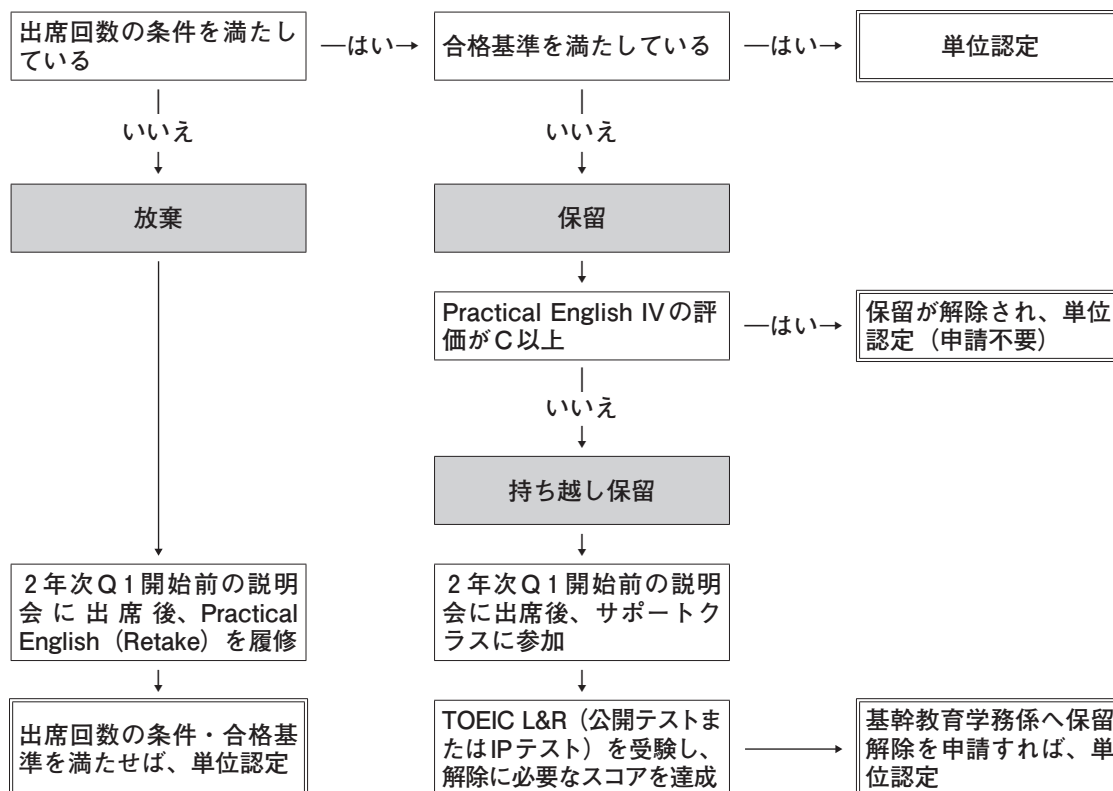 出席回数の条件を満たし
ている
はい
合格基準を満たしている
はい
単位認定
いいえ
いいえ
放棄
保留
Practical English IVの評
価がC以上
はい
保留が解除され、単位
認定（申請不要）
いいえ
持ち越し保留
2年次Q1開始前の説明
会に出席後、Practical
English（Retake）を履修
2年次Q1開始前の説明
会に出席後、サポートク
ラスに参加
出席回数の条件・合格基
準を満たせば、単位認定
TOEIC L&R（公開テストま
たはIPテスト）を受験し、
解除に必要なスコアを達成
基幹教育学務係へ保留
解除を申請すれば、単
位認定